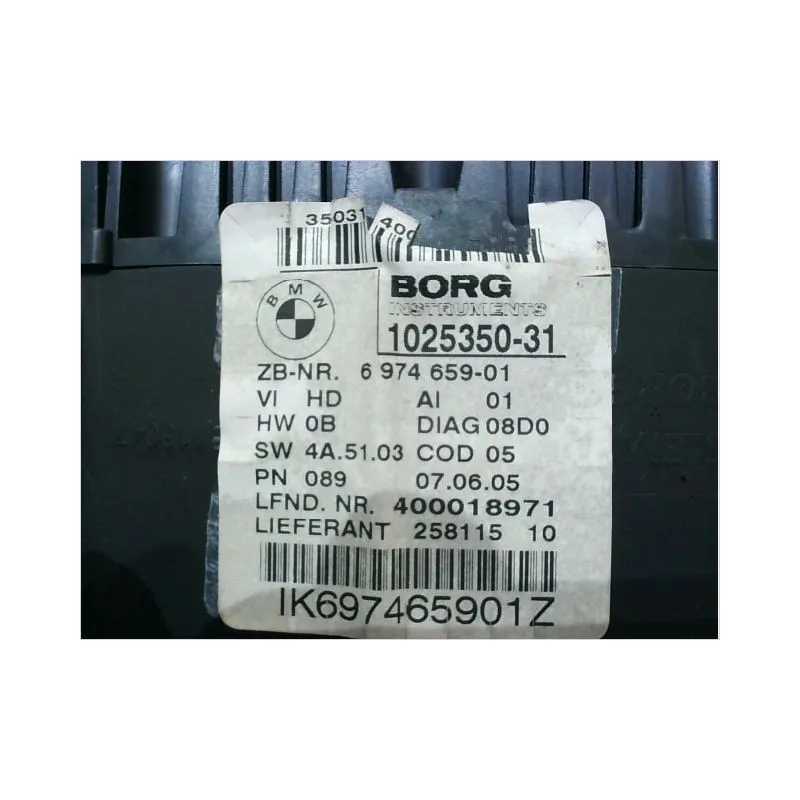 35031 400
BMW
BORG
INSTRUMENTS
1025350-31
ZB-NR. 6 974 659-01
VI HD AI 01
HW 0B DIAG 08D0
SW 4A.51.03 COD 05
PN 089 07.06.05
LFND. NR. 400018971
LIEFERANT 258115 10
IK697465901Z